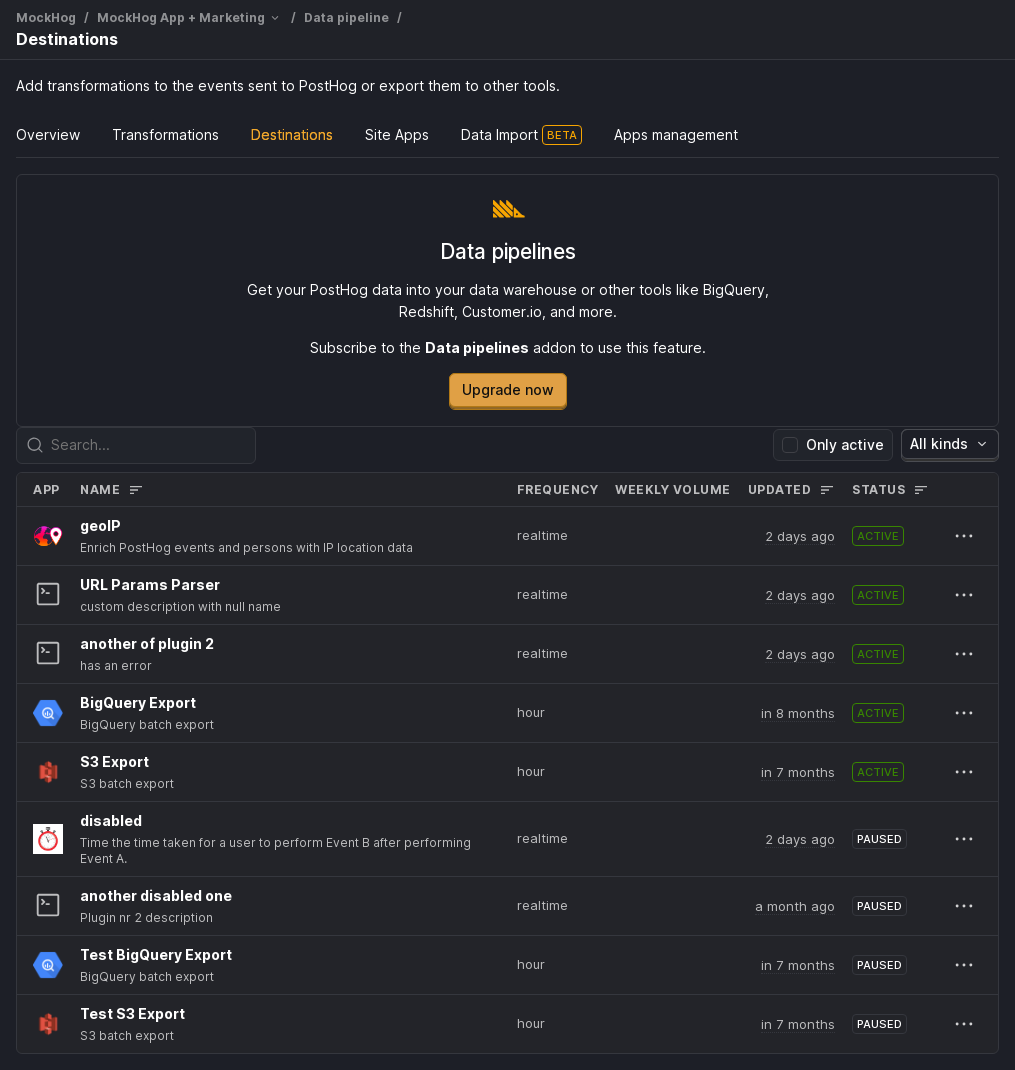 MockHog / MockHog App + Marketing / Data pipeline /
Destinations
Add transformations to the events sent to PostHog or export them to other tools.
Overview Transformations Destinations Site Apps Data Import BETA Apps management
Data pipelines
Get your PostHog data into your data warehouse or other tools like BigQuery,
Redshift, Customer.io, and more.
Subscribe to the Data pipelines addon to use this feature.
Upgrade now
Search... Only active All kinds
APP NAME FREQUENCY WEEKLY VOLUME UPDATED STATUS
geoIP
Enrich PostHog events and persons with IP location data
realtime 2 days ago ACTIVE
URL Params Parser
custom description with null name
realtime 2 days ago ACTIVE
another of plugin 2
has an error
realtime 2 days ago ACTIVE
BigQuery Export
BigQuery batch export
hour in 8 months ACTIVE
S3 Export
S3 batch export
hour in 7 months ACTIVE
disabled
Time the time taken for a user to perform Event B after performing
Event A.
realtime 2 days ago PAUSED
another disabled one
Plugin nr 2 description
realtime a month ago PAUSED
Test BigQuery Export
BigQuery batch export
hour in 7 months PAUSED
Test S3 Export
S3 batch export
hour in 7 months PAUSED